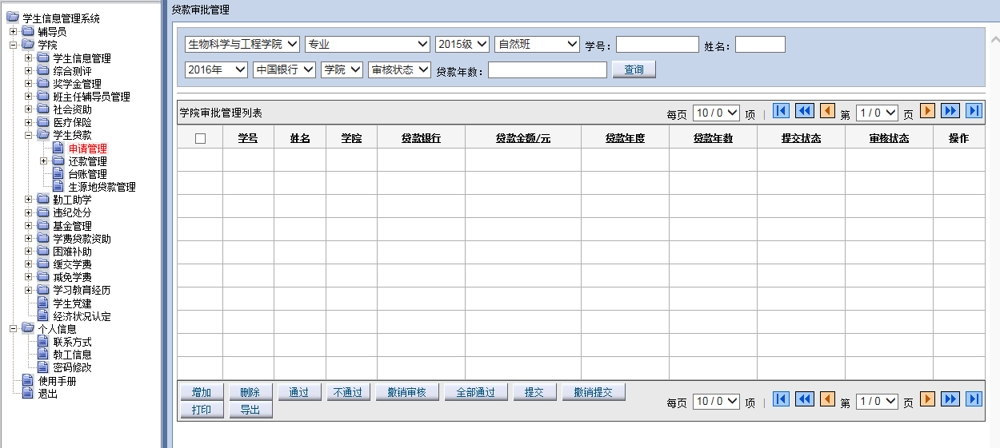 学生信息管理系统
辅导员
学院
学生信息管理
综合测评
奖学金管理
班主任辅导员管理
社会资助
医疗保险
学生贷款
申请管理
还款管理
台账管理
生源地贷款管理
勤工助学
违纪处分
基金管理
学费贷款资助
困难补助
缓交学费
减免学费
学习教育经历
学生党建
经济状况认定
个人信息
联系方式
教工信息
密码修改
使用手册
退出
贷款审批管理
生物科学与工程学院 专业 2015级 自然班 学号： 姓名：
2016年 中国银行 学院 审核状态 贷款年数： 查询
学院审批管理列表 每页 10 / 0 项 | 第 1 / 0 页
学号 姓名 学院 贷款银行 贷款金额/元 贷款年度 贷款年数 提交状态 审核状态 操作
增加 删除 通过 不通过 撤销审核 全部通过 提交 撤销提交 每页 10 / 0 项 | 第 1 / 0 页
打印 导出